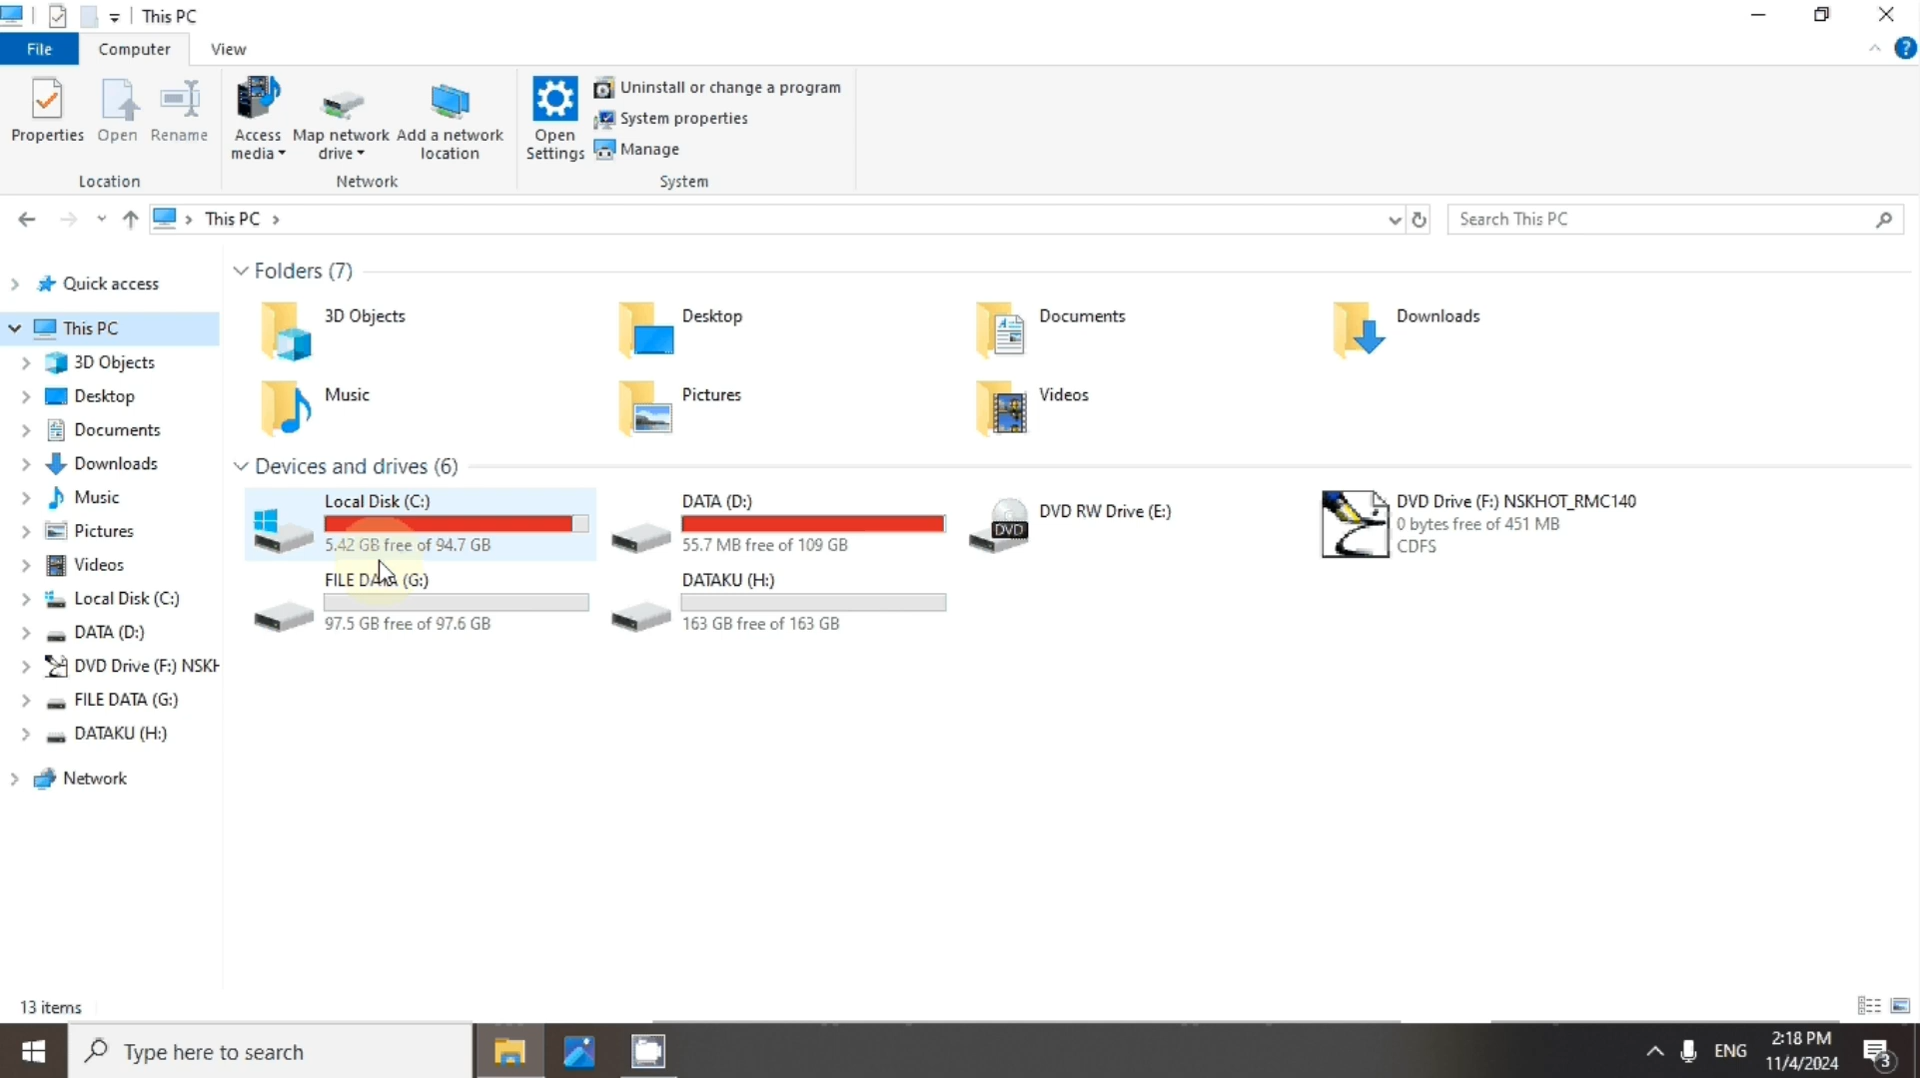 This PC
File Computer View
?
Properties Open Rename Access media Map network drive Add a network location Open Settings
Uninstall or change a program
System properties
Manage
Location Network System
This PC Search This PC
Quick access
This PC
3D Objects
Desktop
Documents
Downloads
Music
Pictures
Videos
Local Disk (C:)
DATA (D:)
DVD Drive (F:) NSKH
FILE DATA (G:)
DATAKU (H:)
Network
Folders (7)
3D Objects Desktop Documents Downloads
Music Pictures Videos
Devices and drives (6)
Local Disk (C:)
5.42 GB free of 94.7 GB
DATA (D:)
55.7 MB free of 109 GB
DVD
DVD RW Drive (E:)
DVD Drive (F:) NSKHOT_RMC140
0 bytes free of 451 MB
CDFS
FILE DATA (G:)
97.5 GB free of 97.6 GB
DATAKU (H:)
163 GB free of 163 GB
13 items
Type here to search
ENG
2:18 PM
11/4/2024
3